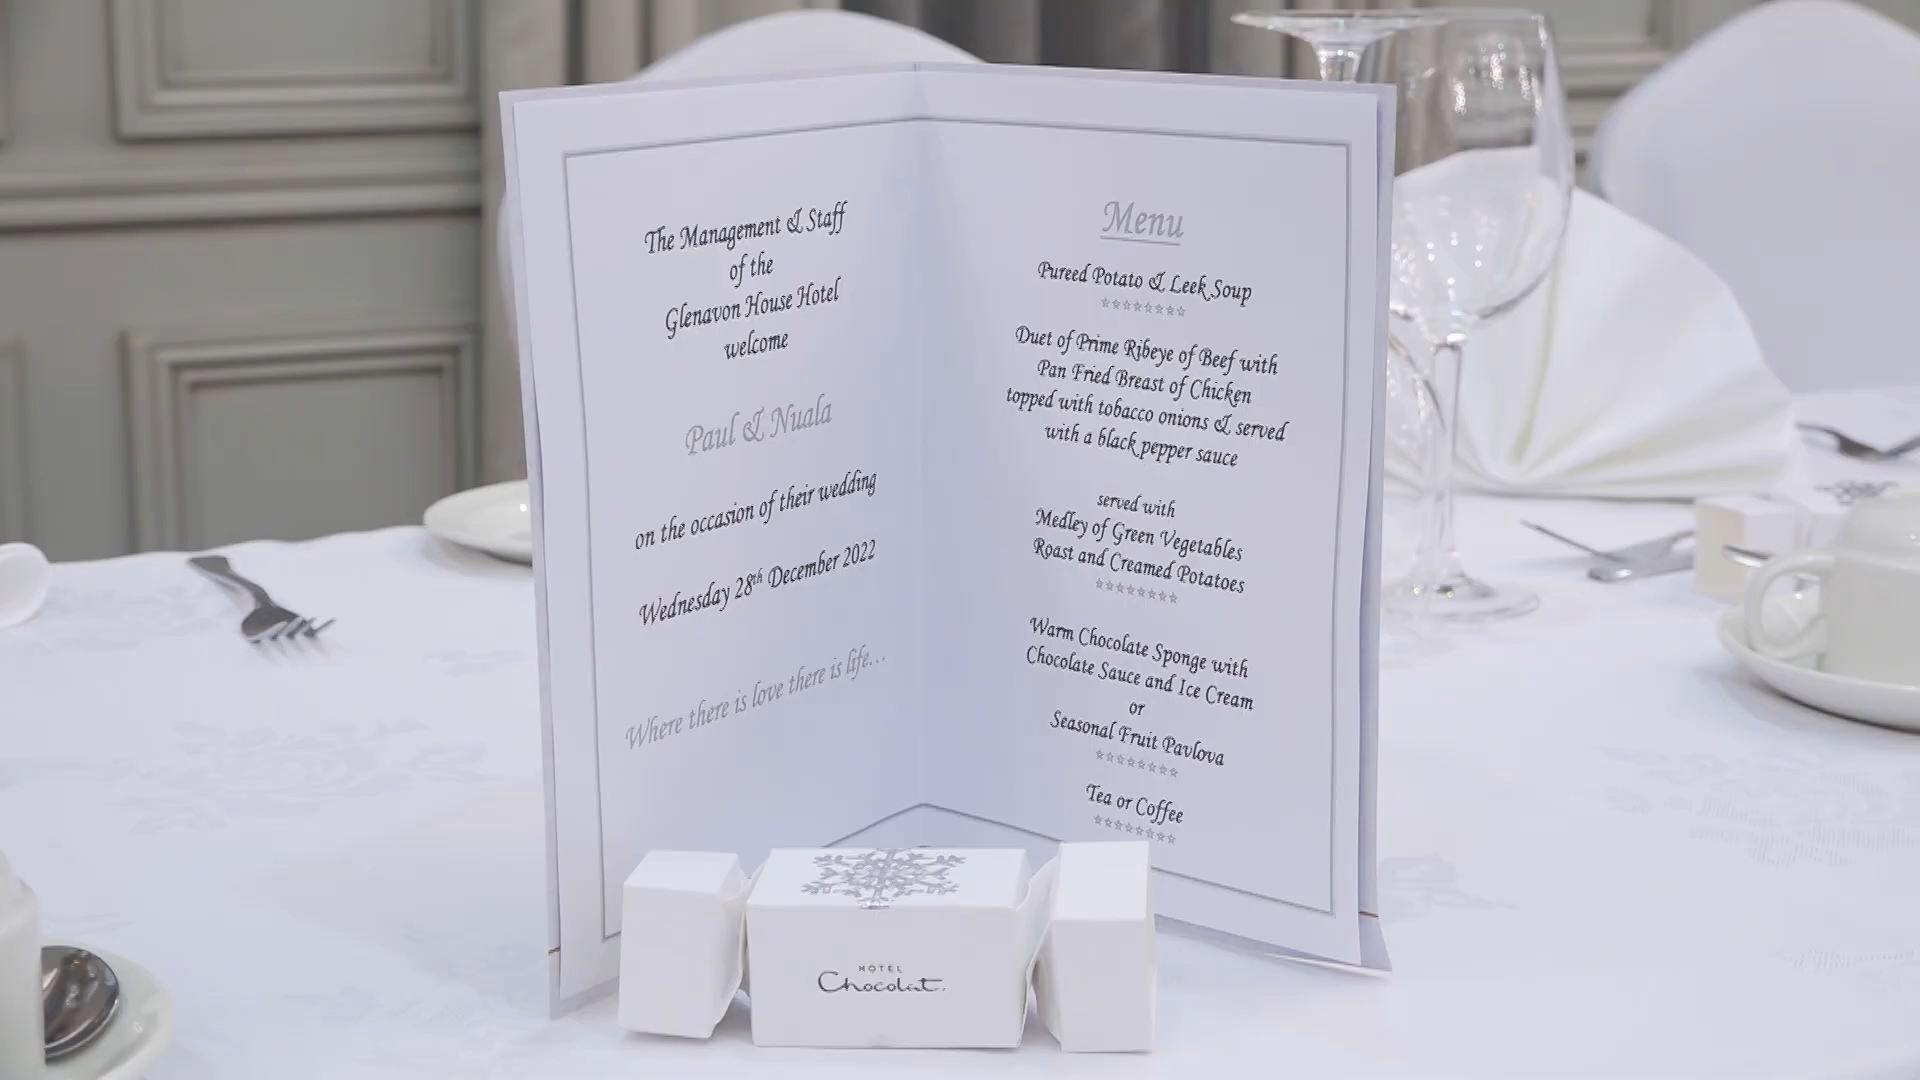 The Management & Staff
of the
Glenavon House Hotel
welcome
Paul & Nuala
on the occasion of their wedding
Wednesday 28th December 2022
Where there is love there is life...
Menu
Pureed Potato & Leek Soup
********
Duet of Prime Ribeye of Beef with
Pan Fried Breast of Chicken
topped with tobacco onions & served
with a black pepper sauce
served with
Medley of Green Vegetables
Roast and Creamed Potatoes
********
Warm Chocolate Sponge with
Chocolate Sauce and Ice Cream
or
Seasonal Fruit Pavlova
********
Tea or Coffee
********
HOTEL
Chocolat.